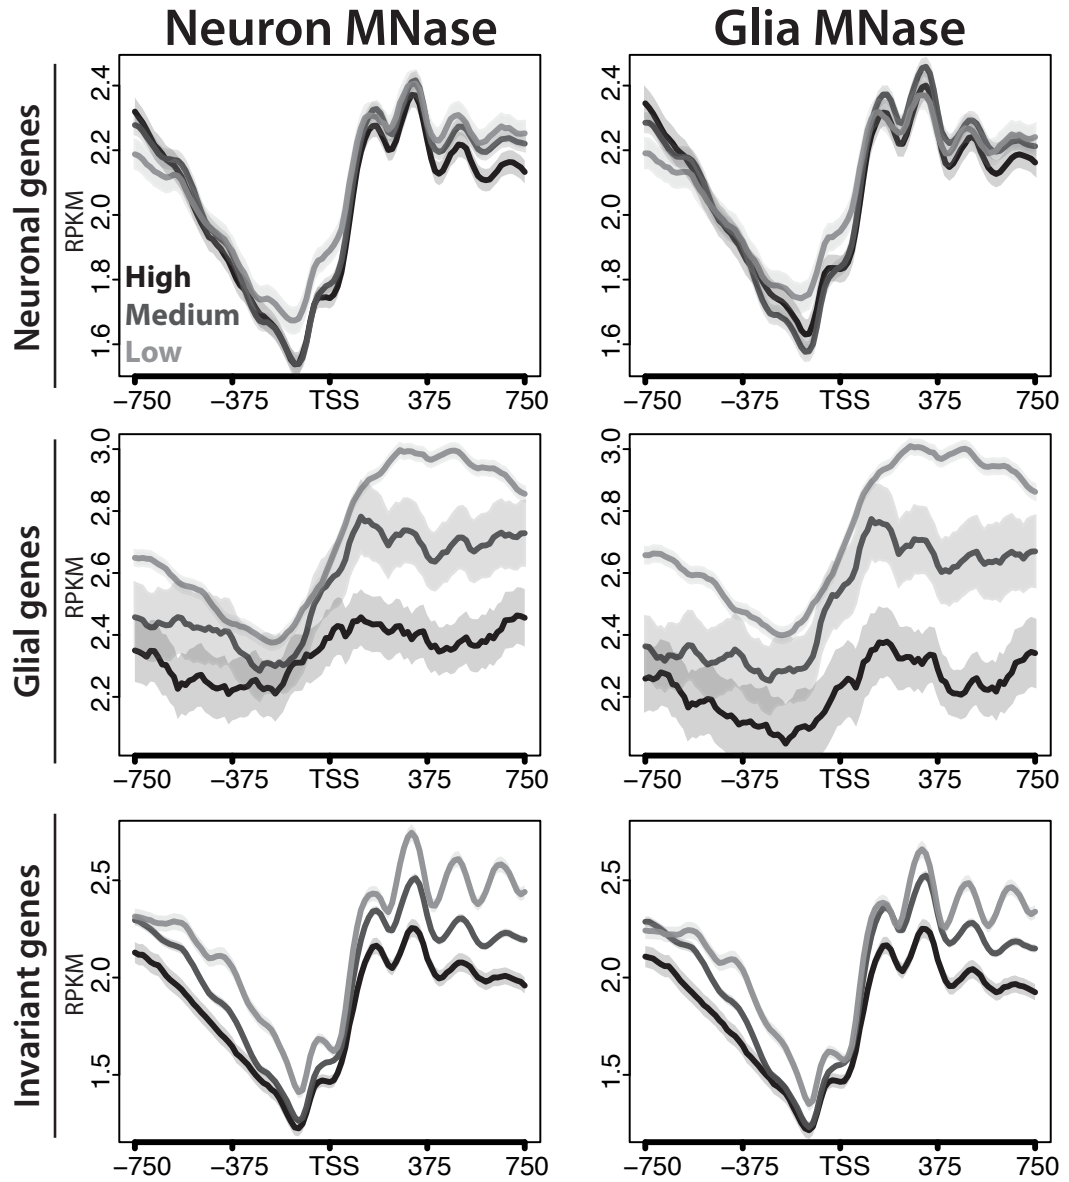 Neuron MNase
Glia MNase
Neuronal genes
RPKM
2.4
2.2
2.0
1.8
1.6
High
Medium
Low
−750
−375
TSS
375
750
2.4
2.2
2.0
1.8
1.6
−750
−375
TSS
375
750
Glial genes
RPKM
3.0
2.8
2.6
2.4
2.2
−750
−375
TSS
375
750
3.0
2.8
2.6
2.4
2.2
−750
−375
TSS
375
750
Invariant genes
RPKM
2.5
2.0
1.5
−750
−375
TSS
375
750
2.5
2.0
1.5
−750
−375
TSS
375
750